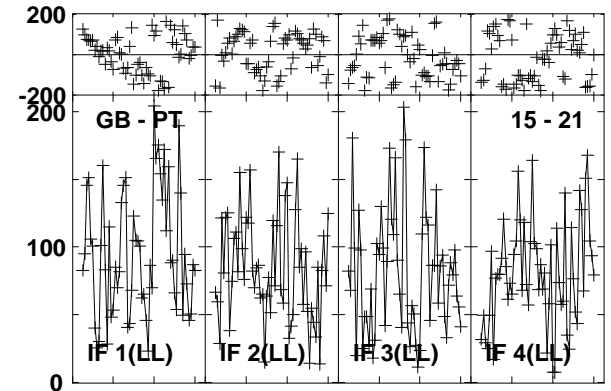 200
-200
200
GB - PT
15 - 21
100
IF 1(LL)
IF 2(LL)
IF 3(LL)
IF 4(LL)
0